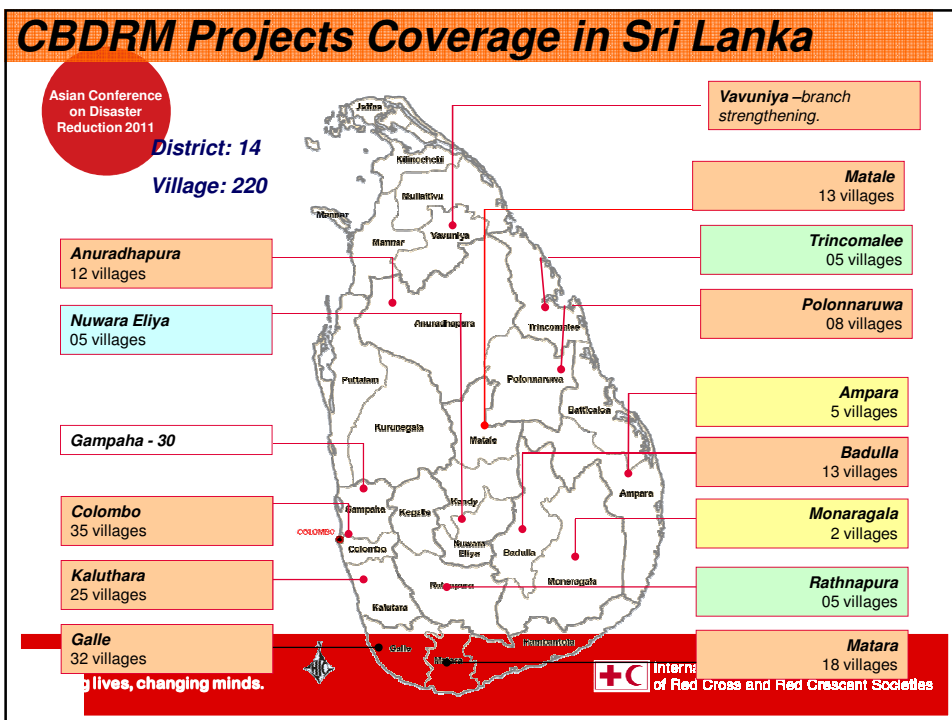 CBDRM Projects Coverage in Sri Lanka
Asian Conference
on Disaster
Reduction 2011
District: 14
Village: 220
Vavuniya –branch
strengthening.
Matale
13 villages
Trincomalee
05 villages
Polonnaruwa
08 villages
Ampara
5 villages
Badulla
13 villages
Monaragala
2 villages
Rathnapura
05 villages
Matara
18 villages
Anuradhapura
12 villages
Nuwara Eliya
05 villages
Gampaha - 30
Colombo
35 villages
Kaluthara
25 villages
Galle
32 villages
Jaffna
Kilinochchi
Mullaitivu
Mannar
Mannar
Vavuniya
Anuradhapura
Trincomalee
Puttalam
Polonnaruwa
Batticaloa
Kurunegala
Matale
Ampara
Kandy
Gampaha
Kegalle
COLOMBO
Colombo
Nuwara
Eliya
Badulla
Moneragala
Ratnapura
Kalutara
Hambantota
Galle
Matara
g lives, changing minds.
Interna
of Red Cross and Red Crescent Societies